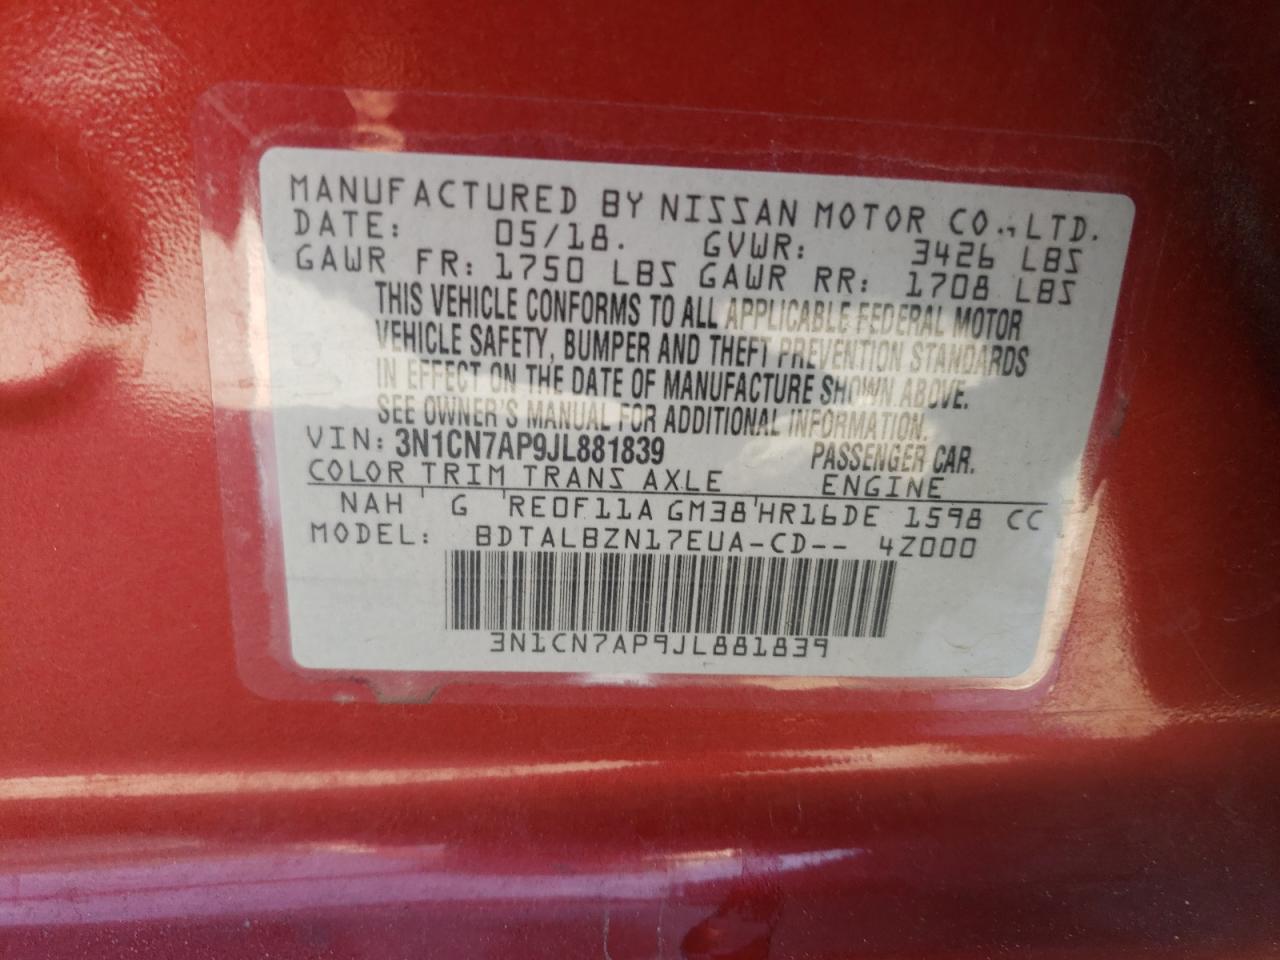 MANUFACTURED BY NISSAN MOTOR CO., LTD.
DATE: 05/18. GVWR: 3426 LBS
GAWR FR: 1750 LBS GAWR RR: 1708 LBS
THIS VEHICLE CONFORMS TO ALL APPLICABLE FEDERAL MOTOR
VEHICLE SAFETY, BUMPER AND THEFT PREVENTION STANDARDS
IN EFFECT ON THE DATE OF MANUFACTURE SHOWN ABOVE.
SEE OWNER'S MANUAL FOR ADDITIONAL INFORMATION.
VIN: 3N1CN7AP9JL881839 PASSENGER CAR.
COLOR TRIM TRANS AXLE ENGINE
NAH ' G 'RE0F11A GM38'HR16DE 1598 CC
MODEL: BDTALBZN17EUA-CD-- 4Z000
3N1CN7AP9JL881839